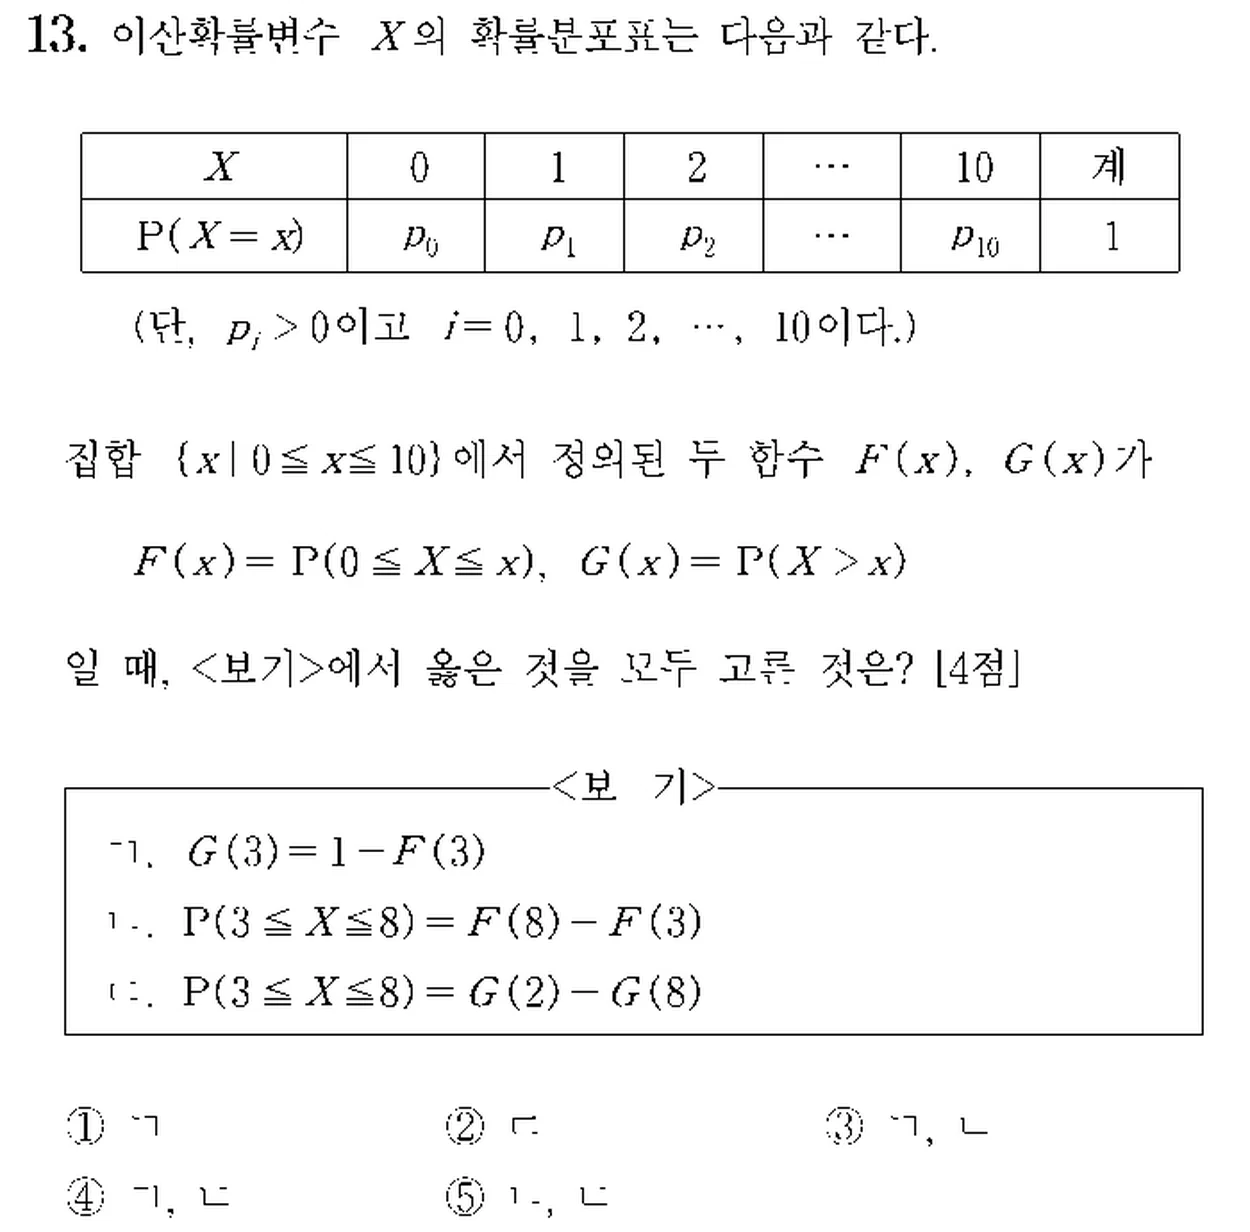 13. 이산확률변수 X의 확률분포표는 다음과 같다.
X 0 1 2 … 10 계
P(X=x) p₀ p₁ p₂ … p₁₀ 1
(단, pᵢ > 0이고 i=0, 1, 2, …, 10이다.)
집합 {x | 0≦x≦10}에서 정의된 두 함수 F(x), G(x)가
F(x)=P(0≦X≦x), G(x)=P(X>x)
일 때, <보기>에서 옳은 것을 모두 고른 것은? [4점]
<보 기>
ㄱ. G(3)=1-F(3)
ㄴ. P(3≦X≦8)=F(8)-F(3)
ㄷ. P(3≦X≦8)=G(2)-G(8)
① ㄱ ② ㄷ ③ ㄱ, ㄴ
④ ㄱ, ㄷ ⑤ ㄴ, ㄷ